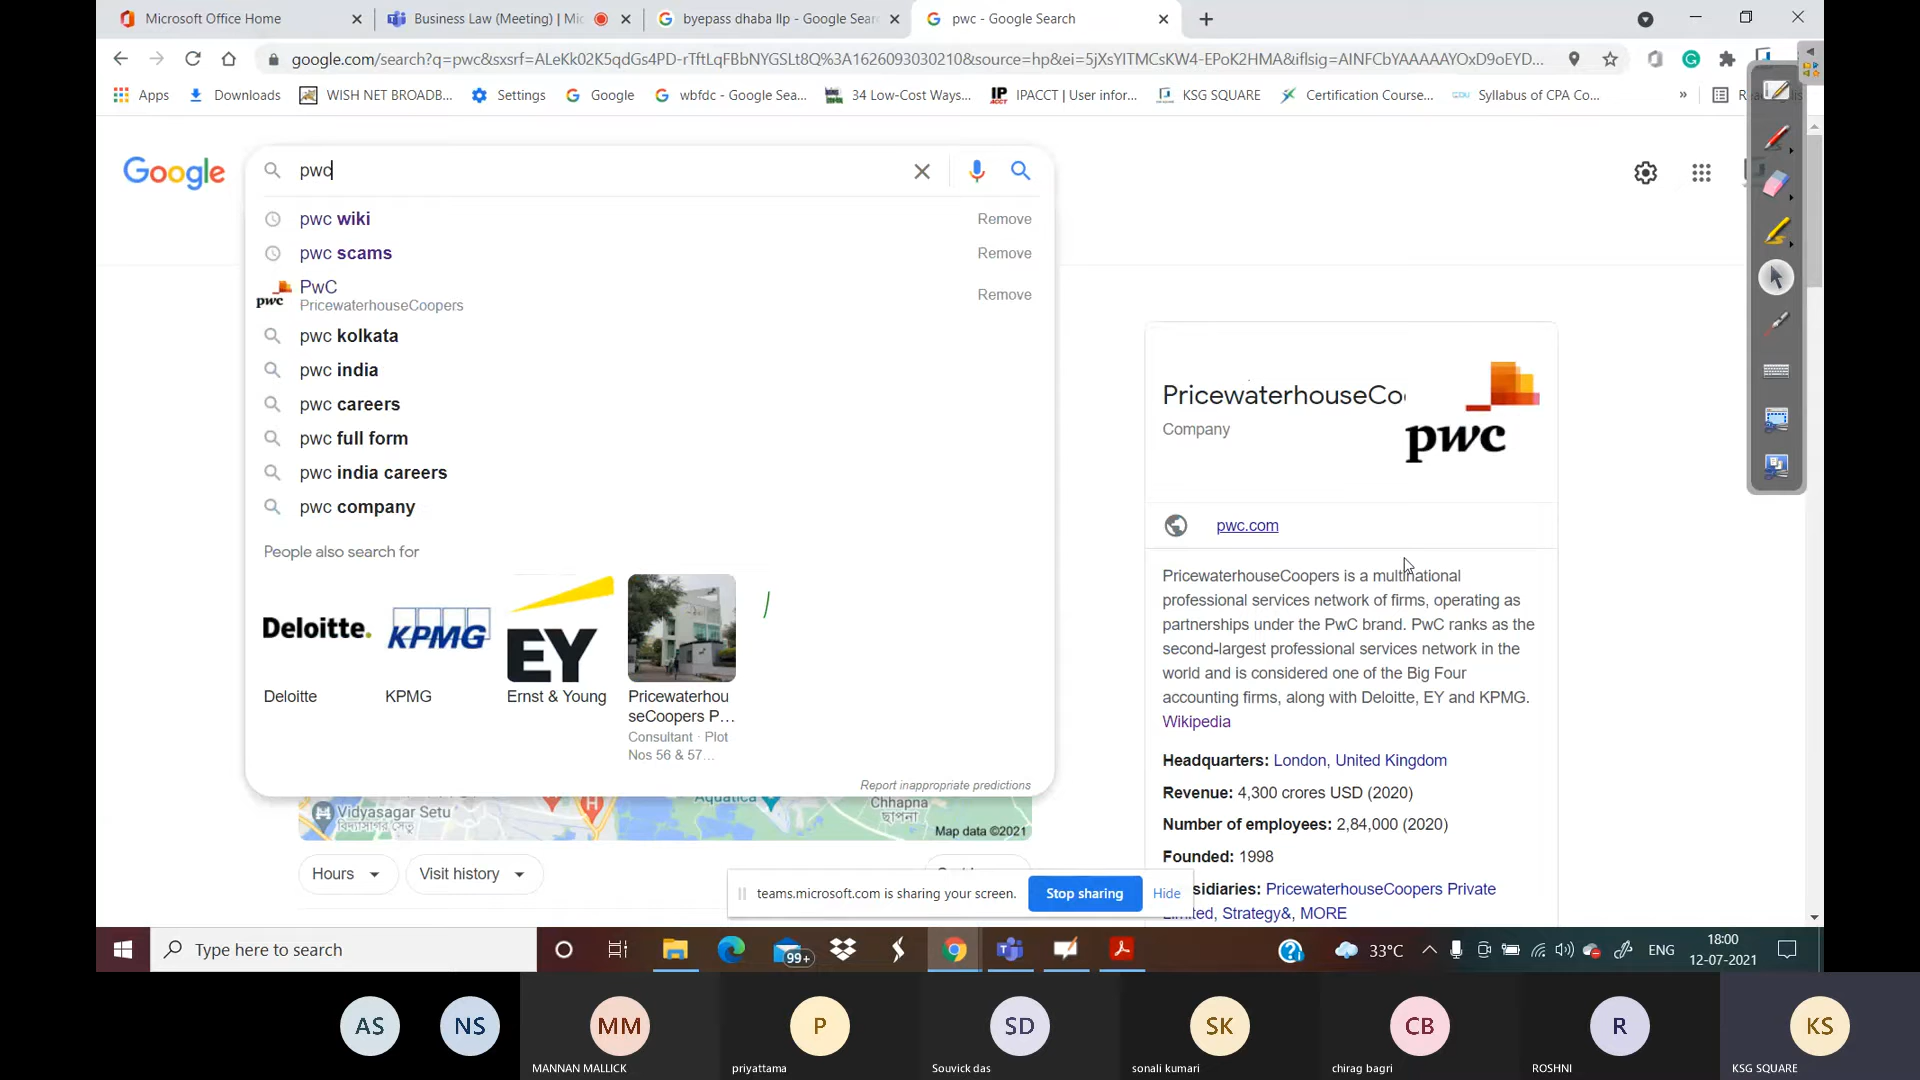 Microsoft Office Home
Business Law (Meeting) | Mic
byepass dhaba llp - Google Sear
pwc - Google Search
google.com/search?q=pwc&sxsrf=ALeKk02K5qdGs4PD-rTftLqFBbNYGSLt8Q%3A1626093030210&source=hp&ei=5jXsYITMCsKW4-EPoK2HMA&iflsig=AINFCbYAAAAAYOxD9oEYD...
Apps
Downloads
WISH NET BROADB...
Settings
Google
wbfdc - Google Sea...
34 Low-Cost Ways...
IPACCT | User infor...
KSG SQUARE
Certification Course...
Syllabus of CPA Co...
»
Google
pwc
pwc wiki
Remove
pwc scams
Remove
PwC
PricewaterhouseCoopers
Remove
pwc
pwc kolkata
pwc india
pwc careers
pwc full form
pwc india careers
pwc company
People also search for
Deloitte.
KPMG
EY
Deloitte
KPMG
Ernst & Young
Pricewaterhou
seCoopers P...
Consultant · Plot
Nos 56 & 57...
Report inappropriate predictions
Vidyasagar Setu
বিদ্যাসাগর সেতু
Aquatica
Chhapna
ছাপনা
Map data ©2021
Hours
Visit history
PricewaterhouseCo
Company
pwc
pwc.com
PricewaterhouseCoopers is a multinational
professional services network of firms, operating as
partnerships under the PwC brand. PwC ranks as the
second-largest professional services network in the
world and is considered one of the Big Four
accounting firms, along with Deloitte, EY and KPMG.
Wikipedia
Headquarters: London, United Kingdom
Revenue: 4,300 crores USD (2020)
Number of employees: 2,84,000 (2020)
Founded: 1998
sidiaries: PricewaterhouseCoopers Private
Limited, Strategy&, MORE
teams.microsoft.com is sharing your screen.
Stop sharing
Hide
Type here to search
99+
33°C
ENG
18:00
12-07-2021
AS
NS
MM
P
SD
SK
CB
R
KS
MANNAN MALLICK
priyattama
Souvick das
sonali kumari
chirag bagri
ROSHNI
KSG SQUARE